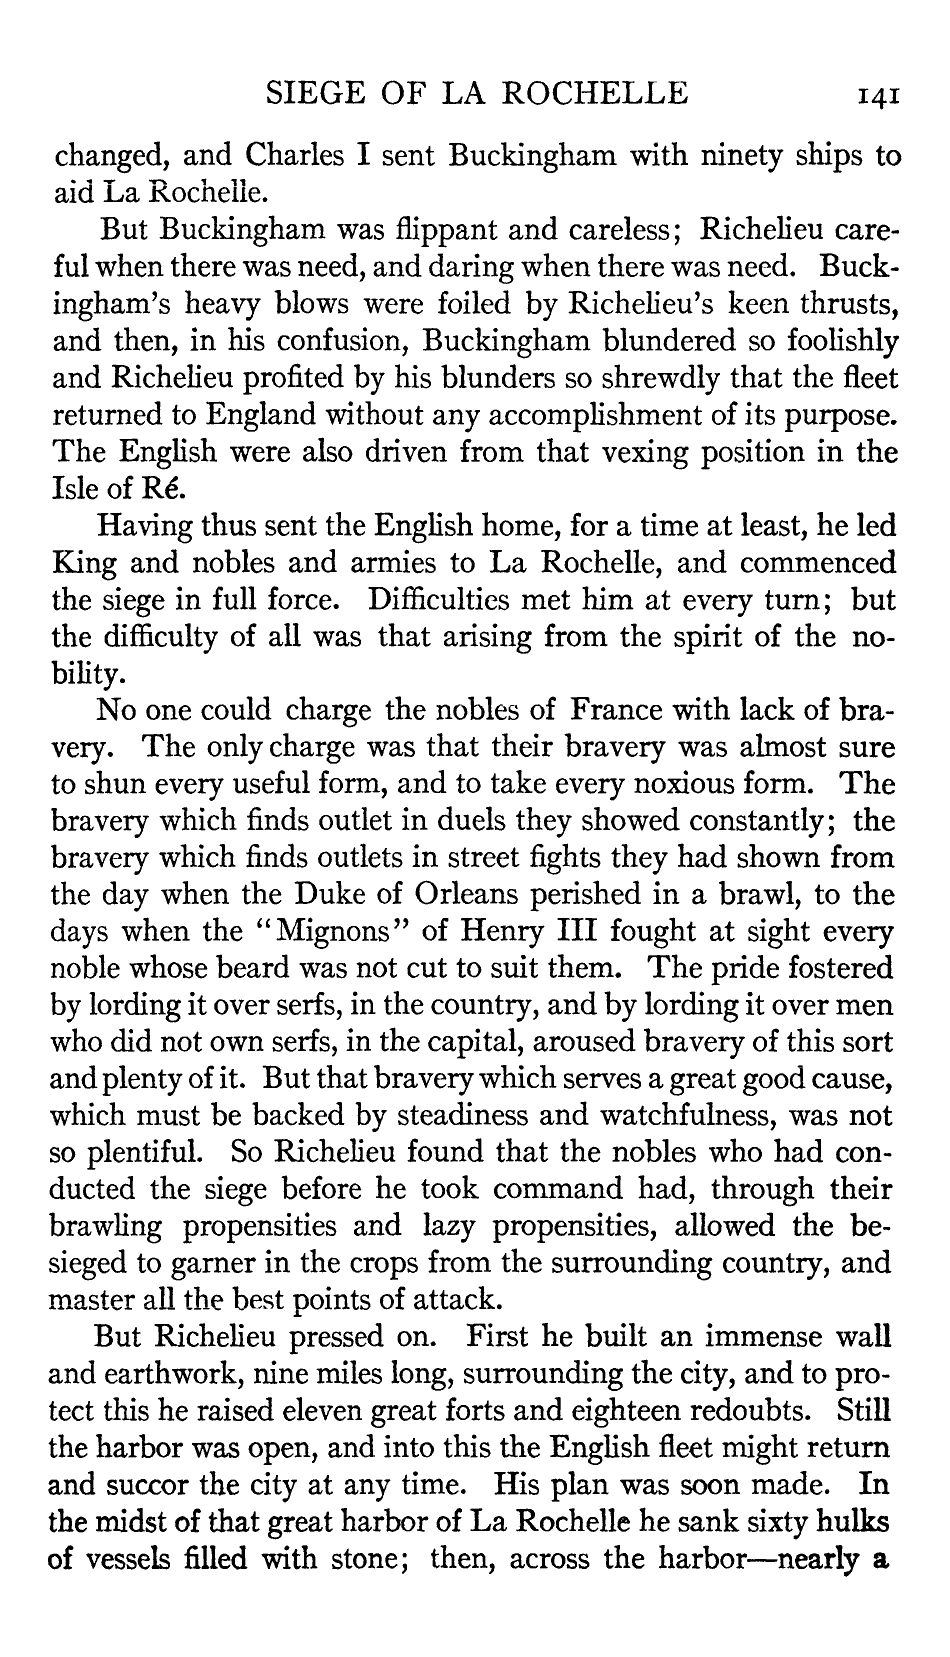 SIEGE OF LA ROCHELLE 141
changed, and Charles I sent Buckingham with ninety ships to
aid La Rochelle.
But Buckingham was flippant and careless; Richelieu care-
ful when there was need, and daring when there was need. Buck-
ingham's heavy blows were foiled by Richelieu's keen thrusts,
and then, in his confusion, Buckingham blundered so foolishly
and Richelieu profited by his blunders so shrewdly that the fleet
returned to England without any accomplishment of its purpose.
The English were also driven from that vexing position in the
Isle of Ré.
Having thus sent the English home, for a time at least, he led
King and nobles and armies to La Rochelle, and commenced
the siege in full force. Difficulties met him at every turn; but
the difficulty of all was that arising from the spirit of the no-
bility.
No one could charge the nobles of France with lack of bra-
very. The only charge was that their bravery was almost sure
to shun every useful form, and to take every noxious form. The
bravery which finds outlet in duels they showed constantly; the
bravery which finds outlets in street fights they had shown from
the day when the Duke of Orleans perished in a brawl, to the
days when the "Mignons" of Henry III fought at sight every
noble whose beard was not cut to suit them. The pride fostered
by lording it over serfs, in the country, and by lording it over men
who did not own serfs, in the capital, aroused bravery of this sort
and plenty of it. But that bravery which serves a great good cause,
which must be backed by steadiness and watchfulness, was not
so plentiful. So Richelieu found that the nobles who had con-
ducted the siege before he took command had, through their
brawling propensities and lazy propensities, allowed the be-
sieged to garner in the crops from the surrounding country, and
master all the best points of attack.
But Richelieu pressed on. First he built an immense wall
and earthwork, nine miles long, surrounding the city, and to pro-
tect this he raised eleven great forts and eighteen redoubts. Still
the harbor was open, and into this the English fleet might return
and succor the city at any time. His plan was soon made. In
the midst of that great harbor of La Rochelle he sank sixty hulks
of vessels filled with stone; then, across the harbor—nearly a